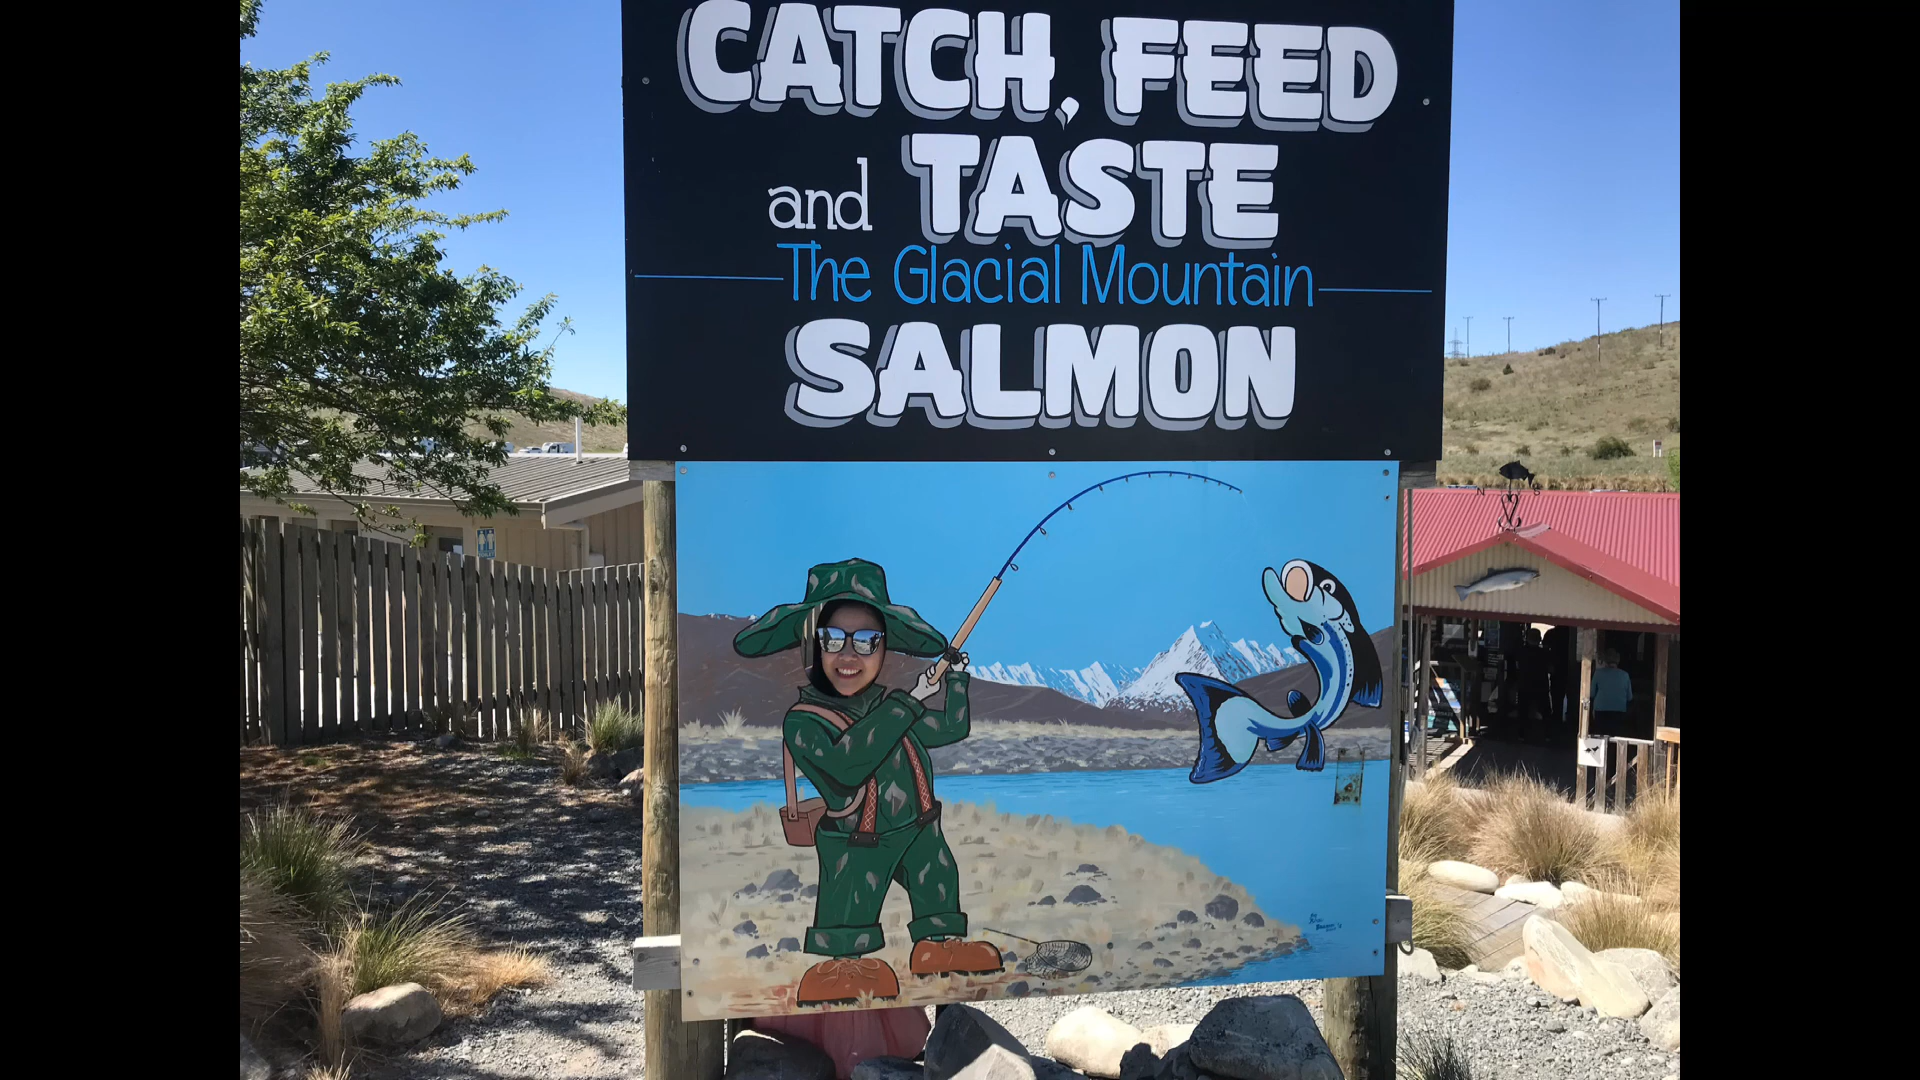 CATCH, FEED
and TASTE
The Glacial Mountain
SALMON